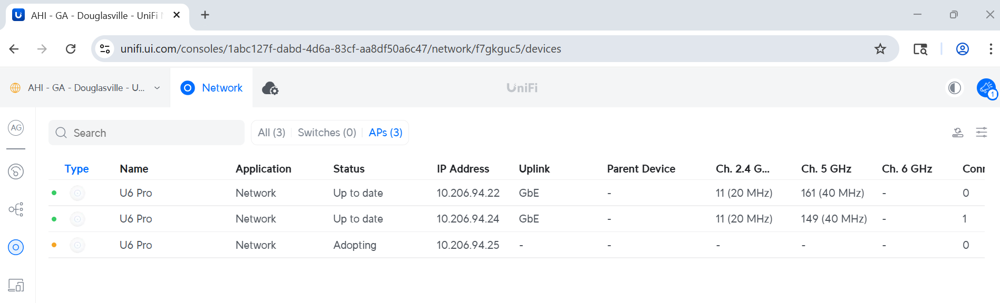 AHI - GA - Douglasville - UniFi
unifi.ui.com/consoles/1abc127f-dabd-4d6a-83cf-aa8df50a6c47/network/f7gkguc5/devices
AHI - GA - Douglasville - U... Network UniFi 1
AG
Search All (3) Switches (0) APs (3)
Type Name Application Status IP Address Uplink Parent Device Ch. 2.4 G... Ch. 5 GHz Ch. 6 GHz Conr
U6 Pro Network Up to date 10.206.94.22 GbE - 11 (20 MHz) 161 (40 MHz) - 0
U6 Pro Network Up to date 10.206.94.24 GbE - 11 (20 MHz) 149 (40 MHz) - 1
U6 Pro Network Adopting 10.206.94.25 - - - - - 0